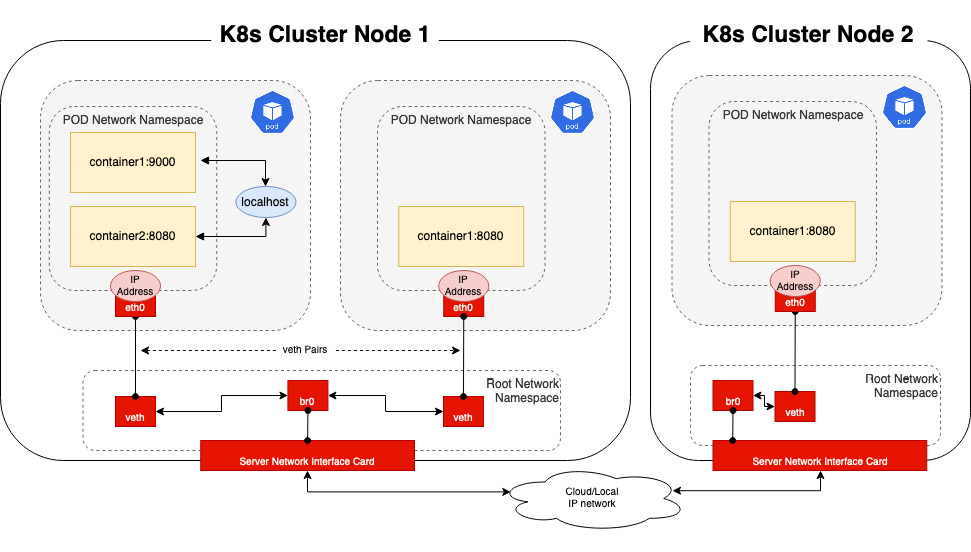 K8s Cluster Node 1
K8s Cluster Node 2
POD Network Namespace
pod
container1:9000
localhost
container2:8080
IP
Address
eth0
POD Network Namespace
pod
container1:8080
IP
Address
eth0
POD Network Namespace
pod
container1:8080
IP
Address
eth0
veth Pairs
Root Network
Namespace
veth
br0
veth
Server Network Interface Card
Root Network
Namespace
br0
veth
Server Network Interface Card
Cloud/Local
IP network